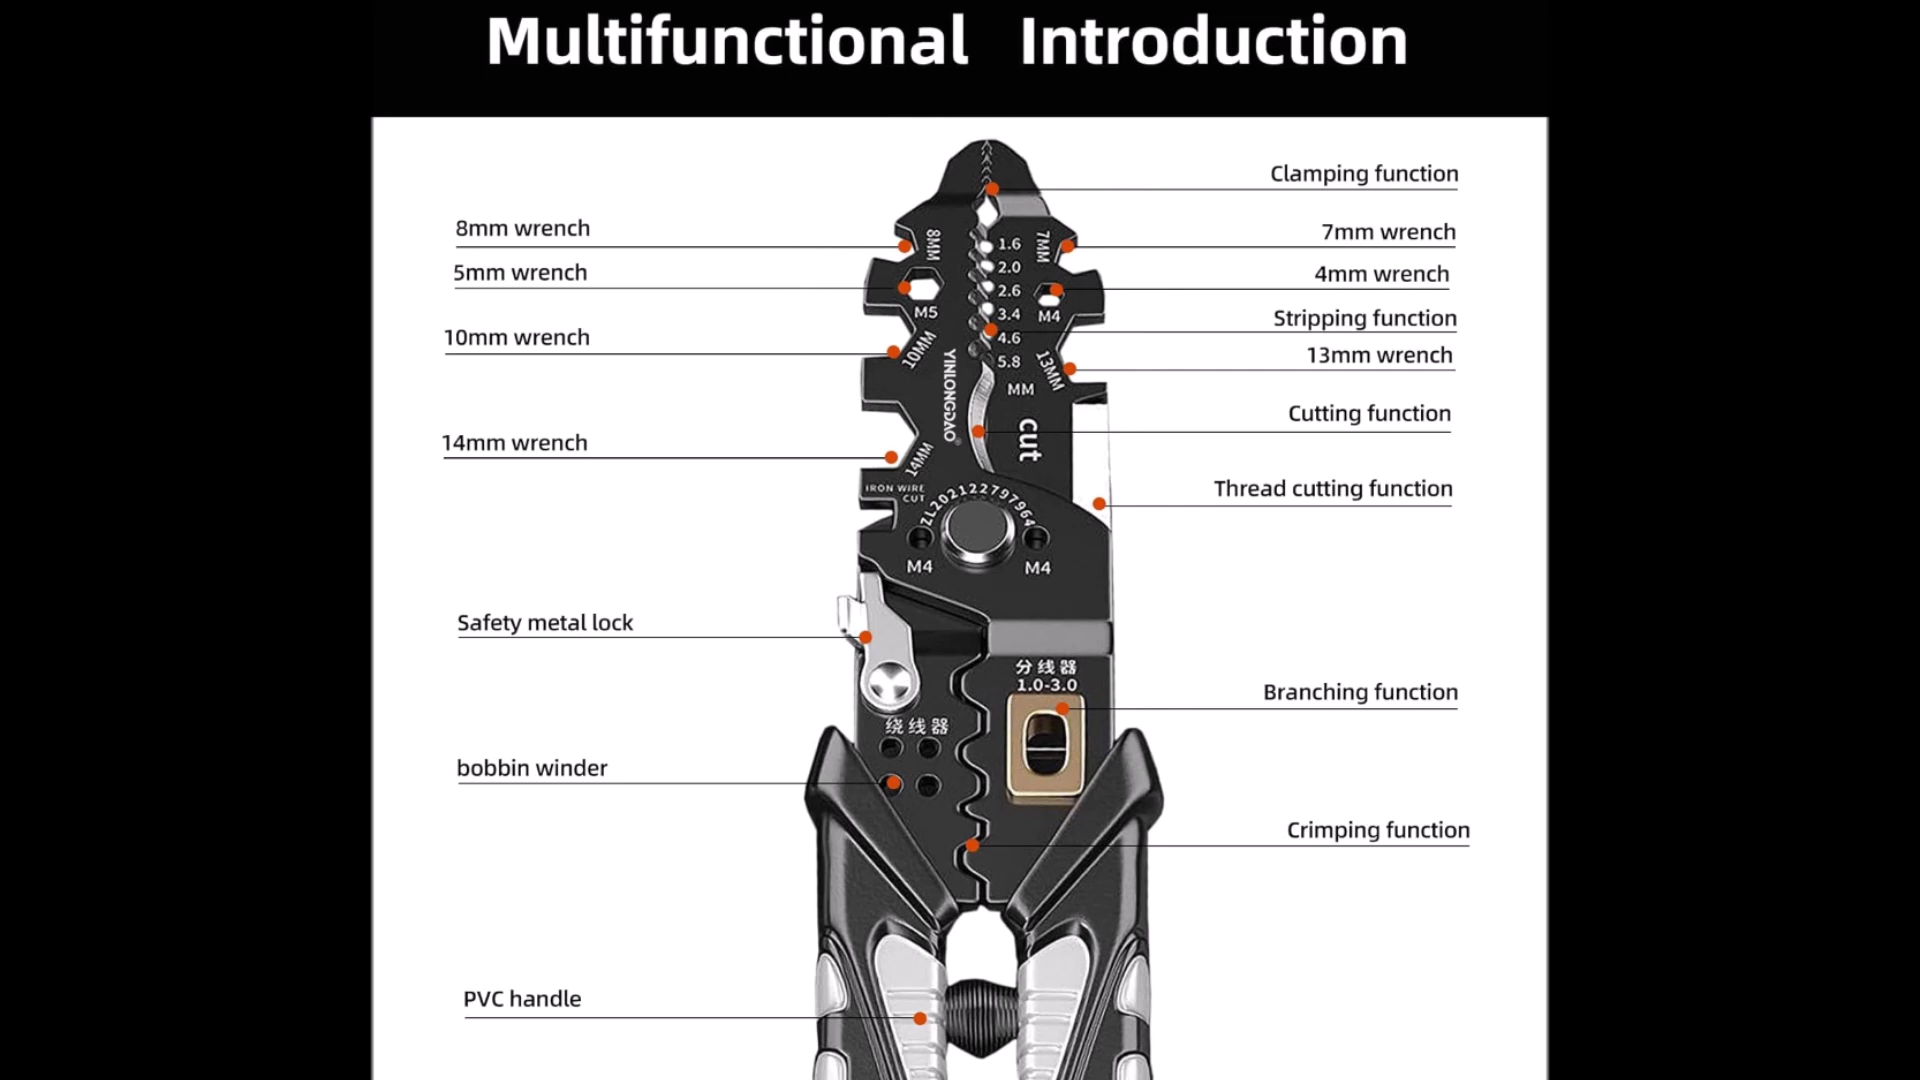 Multifunctional Introduction
Clamping function
8mm wrench
7mm wrench
5mm wrench
4mm wrench
Stripping function
10mm wrench
13mm wrench
Cutting function
14mm wrench
Thread cutting function
Safety metal lock
Branching function
bobbin winder
Crimping function
PVC handle
8MM
7MM
1.6
2.0
2.6
3.4
4.6
5.8
MM
M5
M4
10MM
13MM
YINLONGDAO®
cut
14MM
IRON WIRE
CUT
ZL202122797964
M4
M4
分线器
1.0-3.0
绕线器